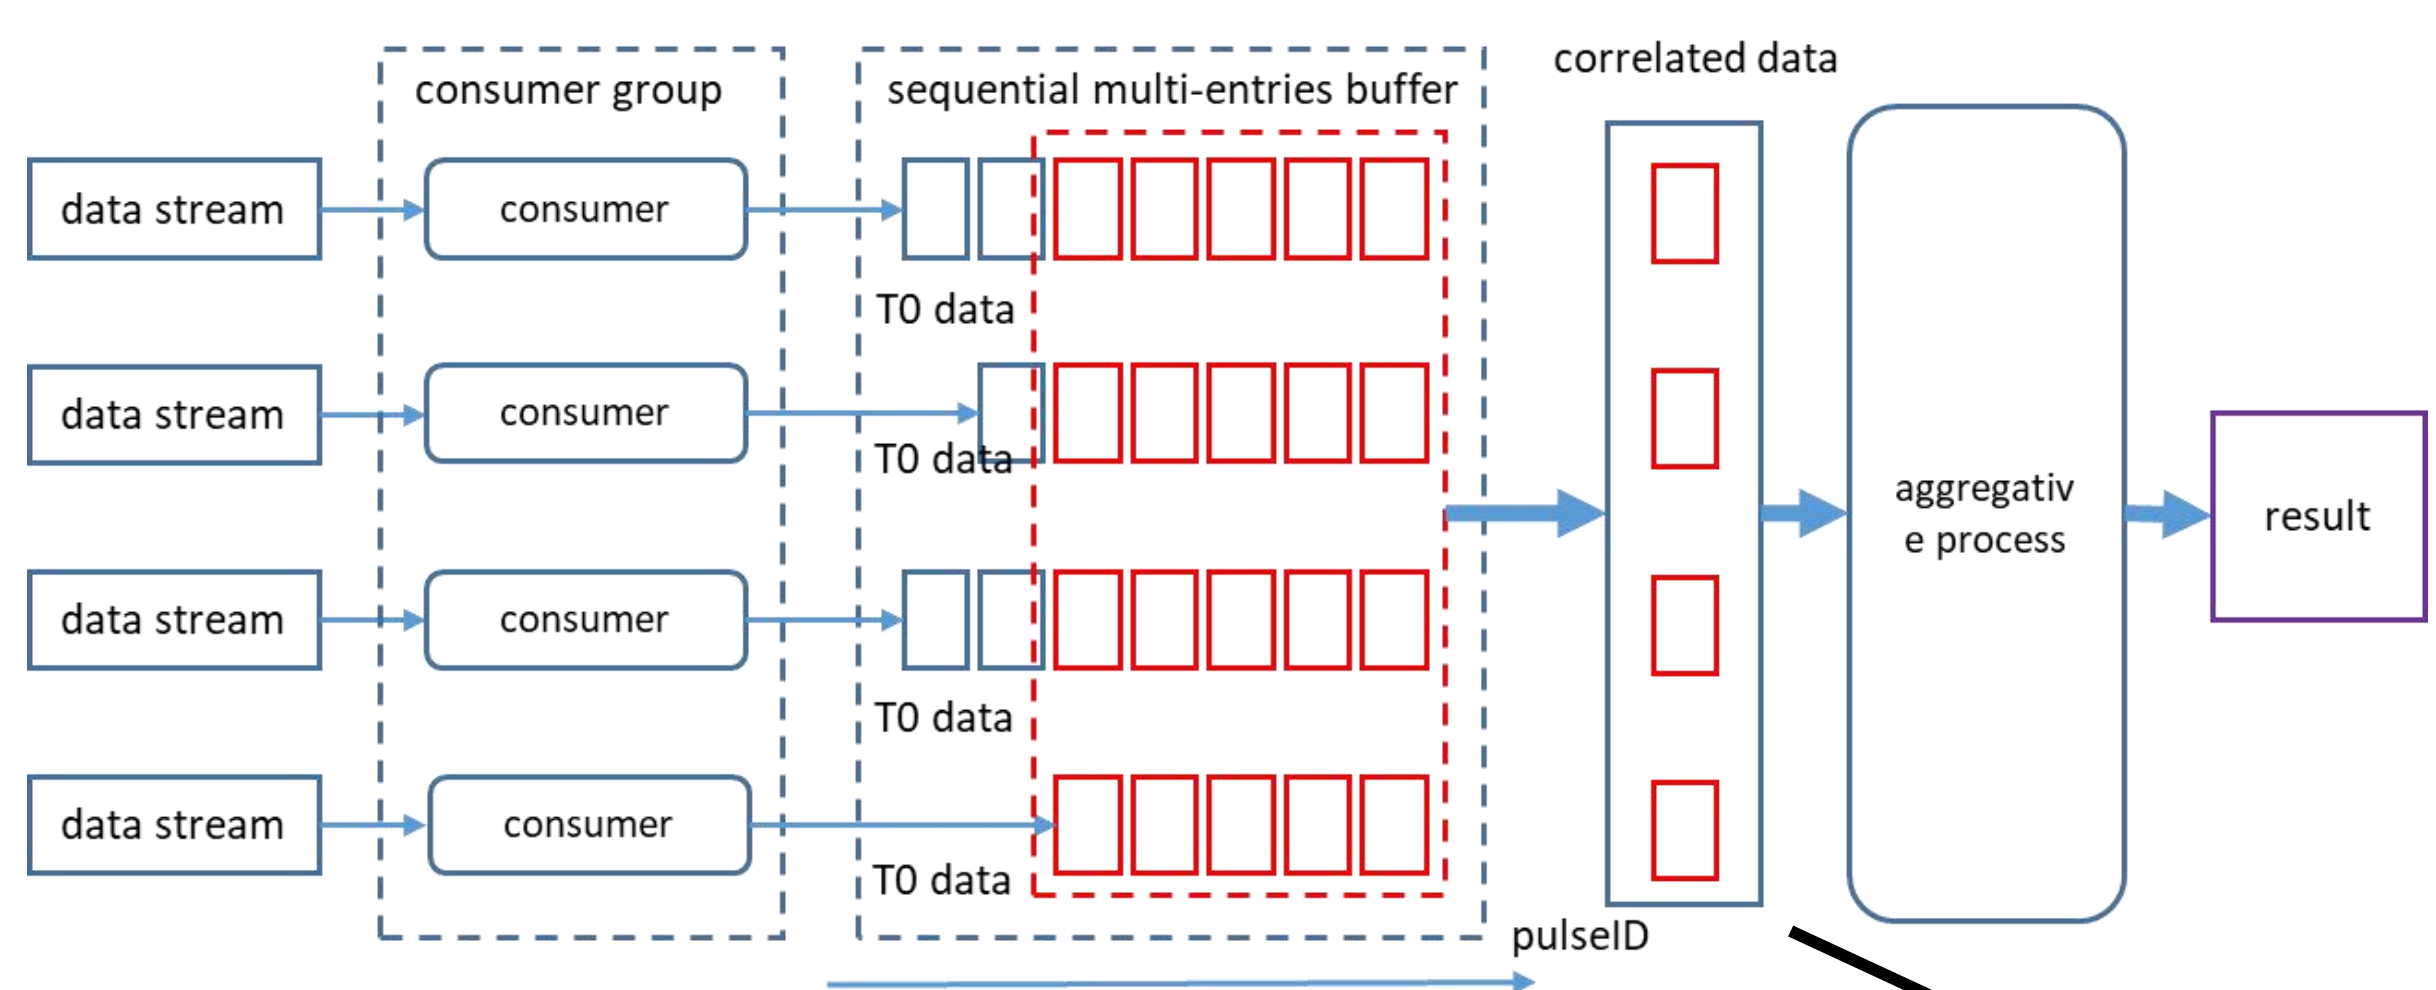 correlated data
consumer group
sequential multi-entries buffer
data stream
consumer
T0 data
data stream
consumer
T0 data
aggregativ
e process
result
data stream
consumer
T0 data
data stream
consumer
T0 data
pulseID